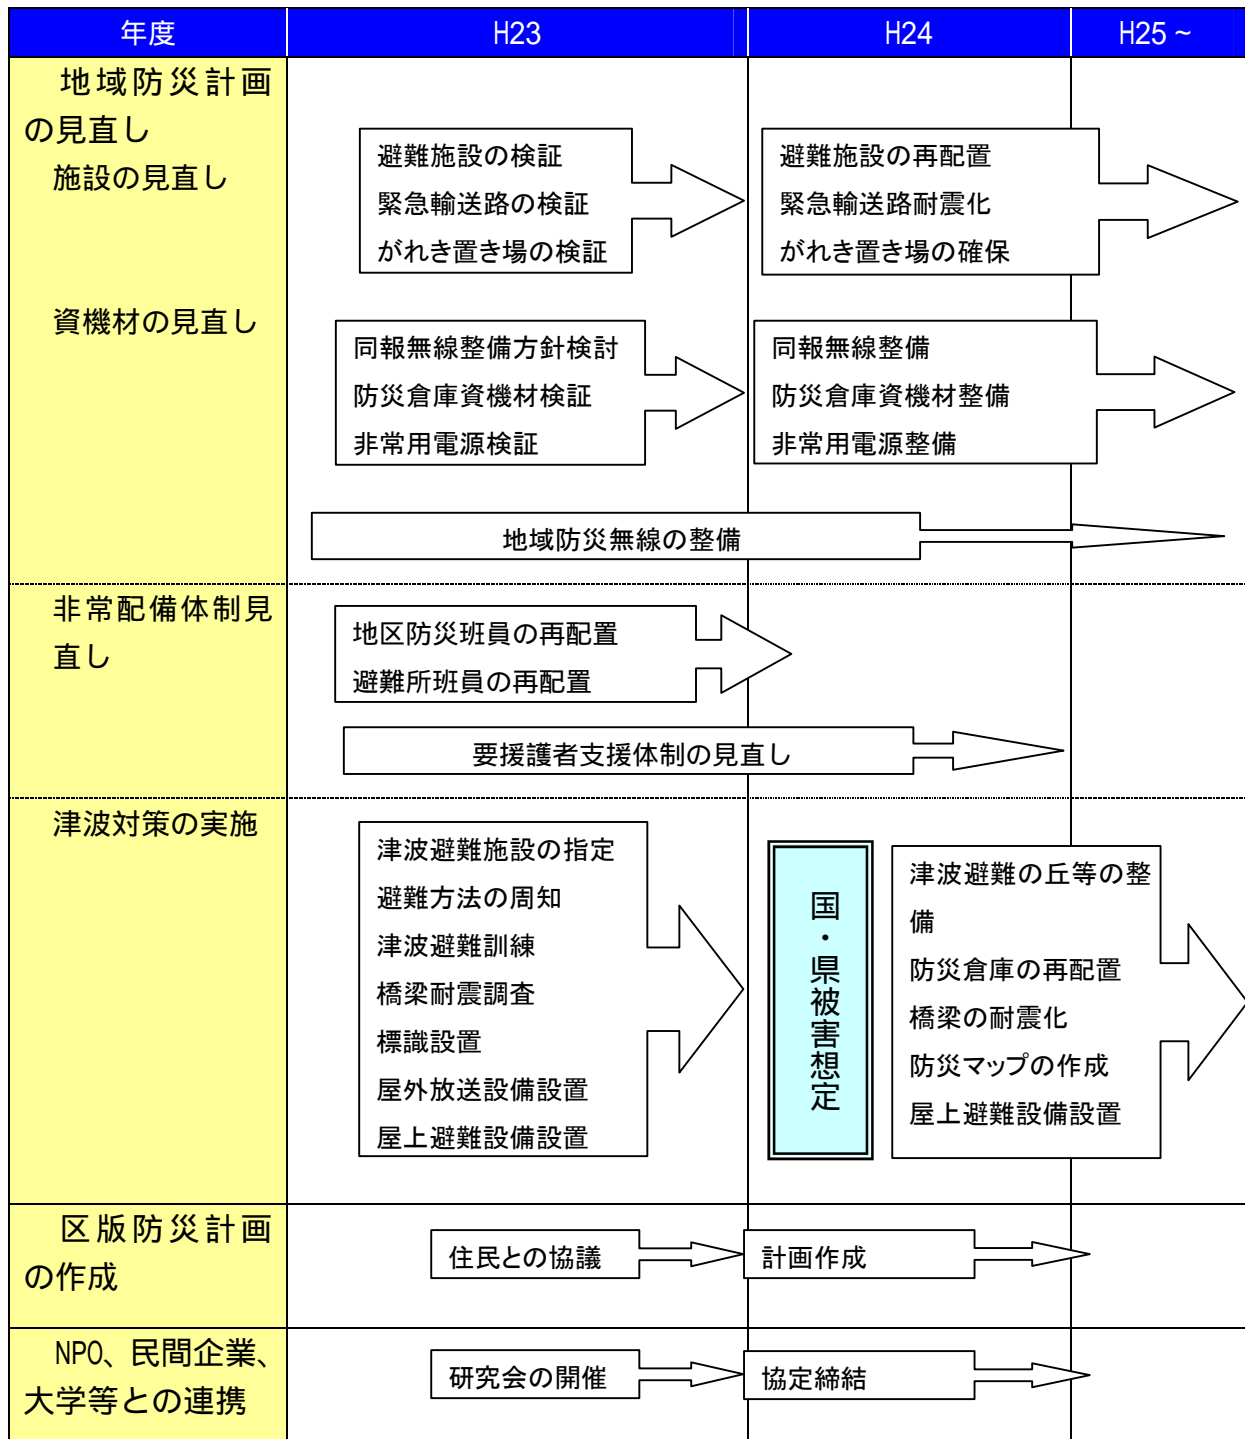 年度
H23
H24
H25～
地域防災計画
の見直し
施設の見直し
避難施設の検証
緊急輸送路の検証
がれき置き場の検証
避難施設の再配置
緊急輸送路耐震化
がれき置き場の確保
資機材の見直し
同報無線整備方針検討
防災倉庫資機材検証
非常用電源検証
同報無線整備
防災倉庫資機材整備
非常用電源整備
地域防災無線の整備
非常配備体制見
直し
地区防災班員の再配置
避難所班員の再配置
要援護者支援体制の見直し
津波対策の実施
津波避難施設の指定
避難方法の周知
津波避難訓練
橋梁耐震調査
標識設置
屋外放送設備設置
屋上避難設備設置
国・県被害想定
津波避難の丘等の整
備
防災倉庫の再配置
橋梁の耐震化
防災マップの作成
屋上避難設備設置
区版防災計画
の作成
住民との協議
計画作成
NPO、民間企業、
大学等との連携
研究会の開催
協定締結